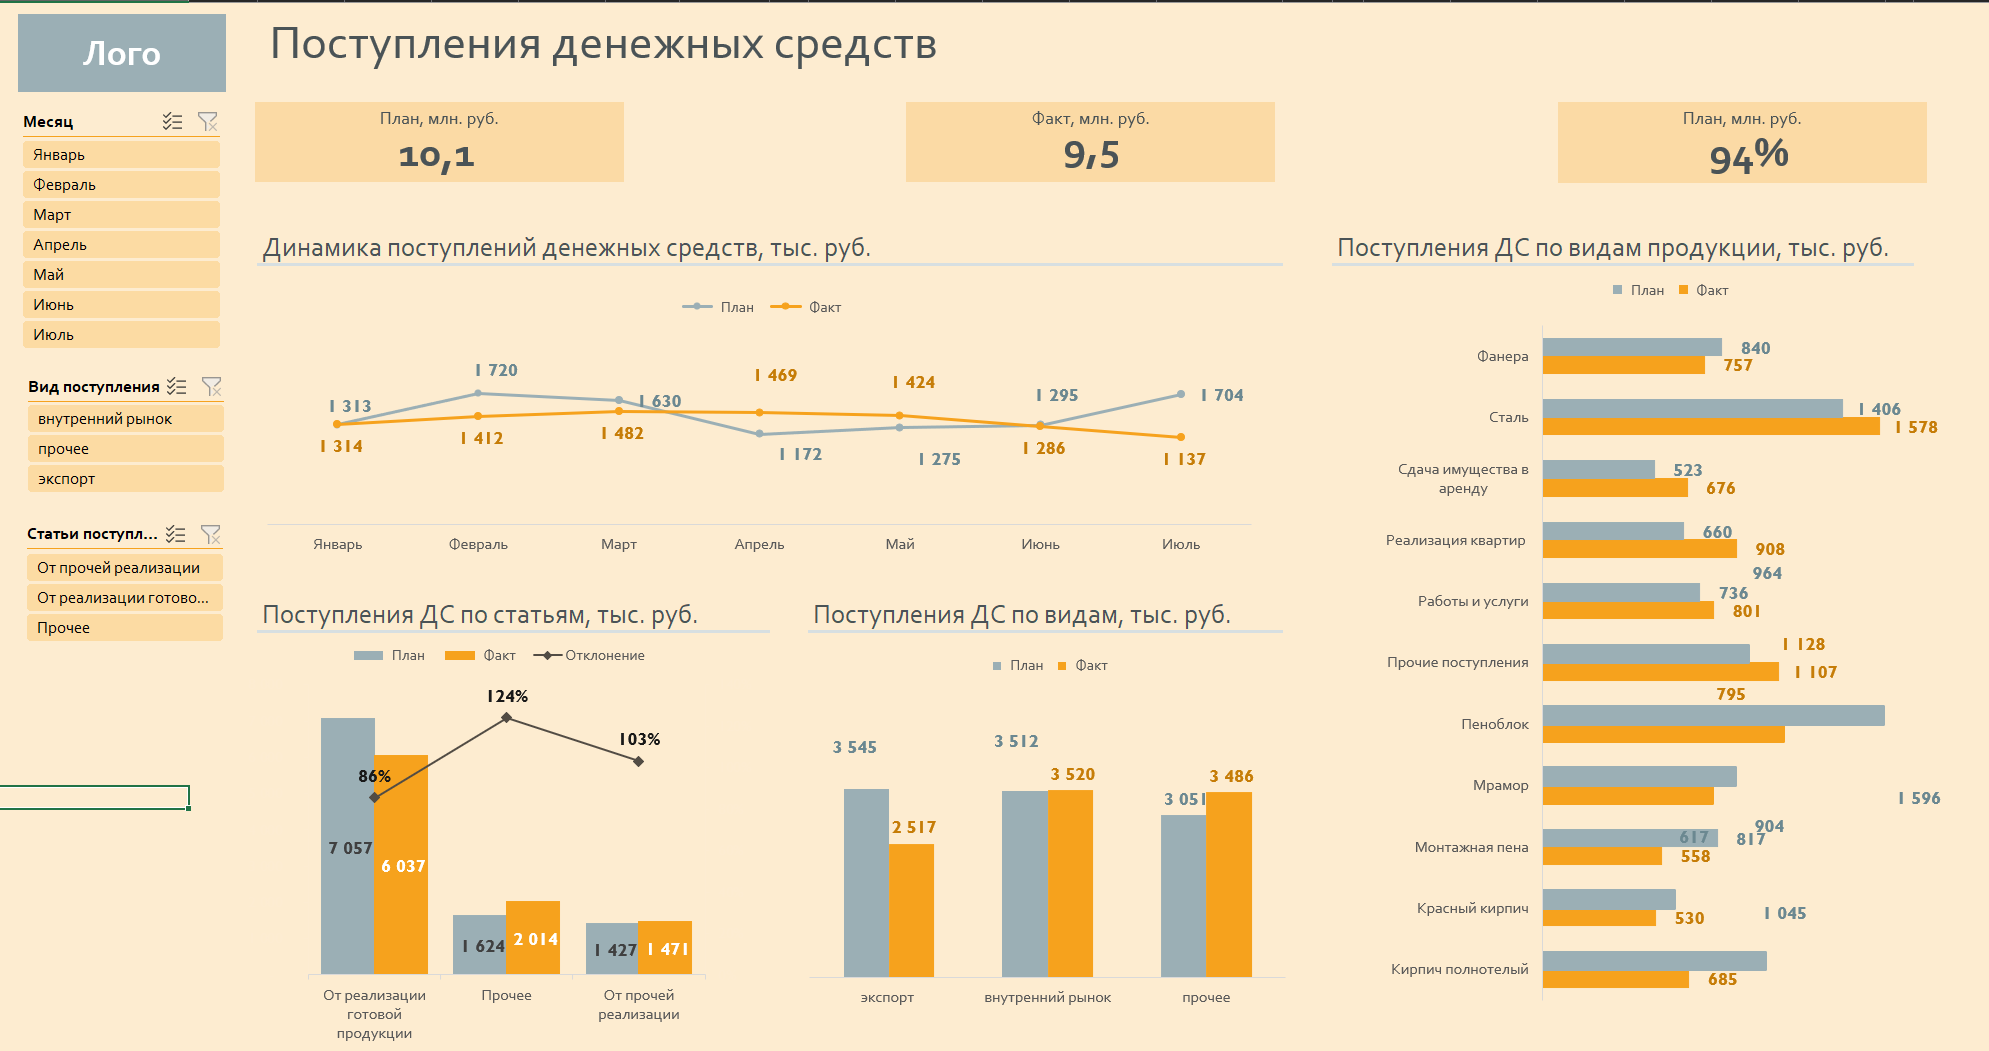 Лого
Поступления денежных средств
Месяц
Январь
Февраль
Март
Апрель
Май
Июнь
Июль
Вид поступления
внутренний рынок
прочее
экспорт
Статьи поступл...
От прочей реализации
От реализации готово...
Прочее
План, млн. руб.
10,1
Факт, млн. руб.
9,5
План, млн. руб.
94%
Динамика поступлений денежных средств, тыс. руб.
План Факт
1 313 1 720 1 630 1 172 1 275 1 295 1 704
1 314 1 412 1 482 1 469 1 424 1 286 1 137
Январь Февраль Март Апрель Май Июнь Июль
Поступления ДС по статьям, тыс. руб.
План Факт Отклонение
86% 124% 103%
7 057 6 037 1 624 2 014 1 427 1 471
От реализации
готовой
продукции
Прочее
От прочей
реализации
Поступления ДС по видам, тыс. руб.
План Факт
3 545 2 517 3 512 3 520 3 051 3 486
экспорт внутренний рынок прочее
Поступления ДС по видам продукции, тыс. руб.
План Факт
Фанера 840
757
Сталь 1 406
1 578
Сдача имущества в
аренду
523
676
Реализация квартир 660
908
964
Работы и услуги 736
801
1 128
Прочие поступления 1 107
795
Пеноблок
Мрамор
1 596
904
Монтажная пена 617 817
558
Красный кирпич 1 045
530
Кирпич полнотелый 685